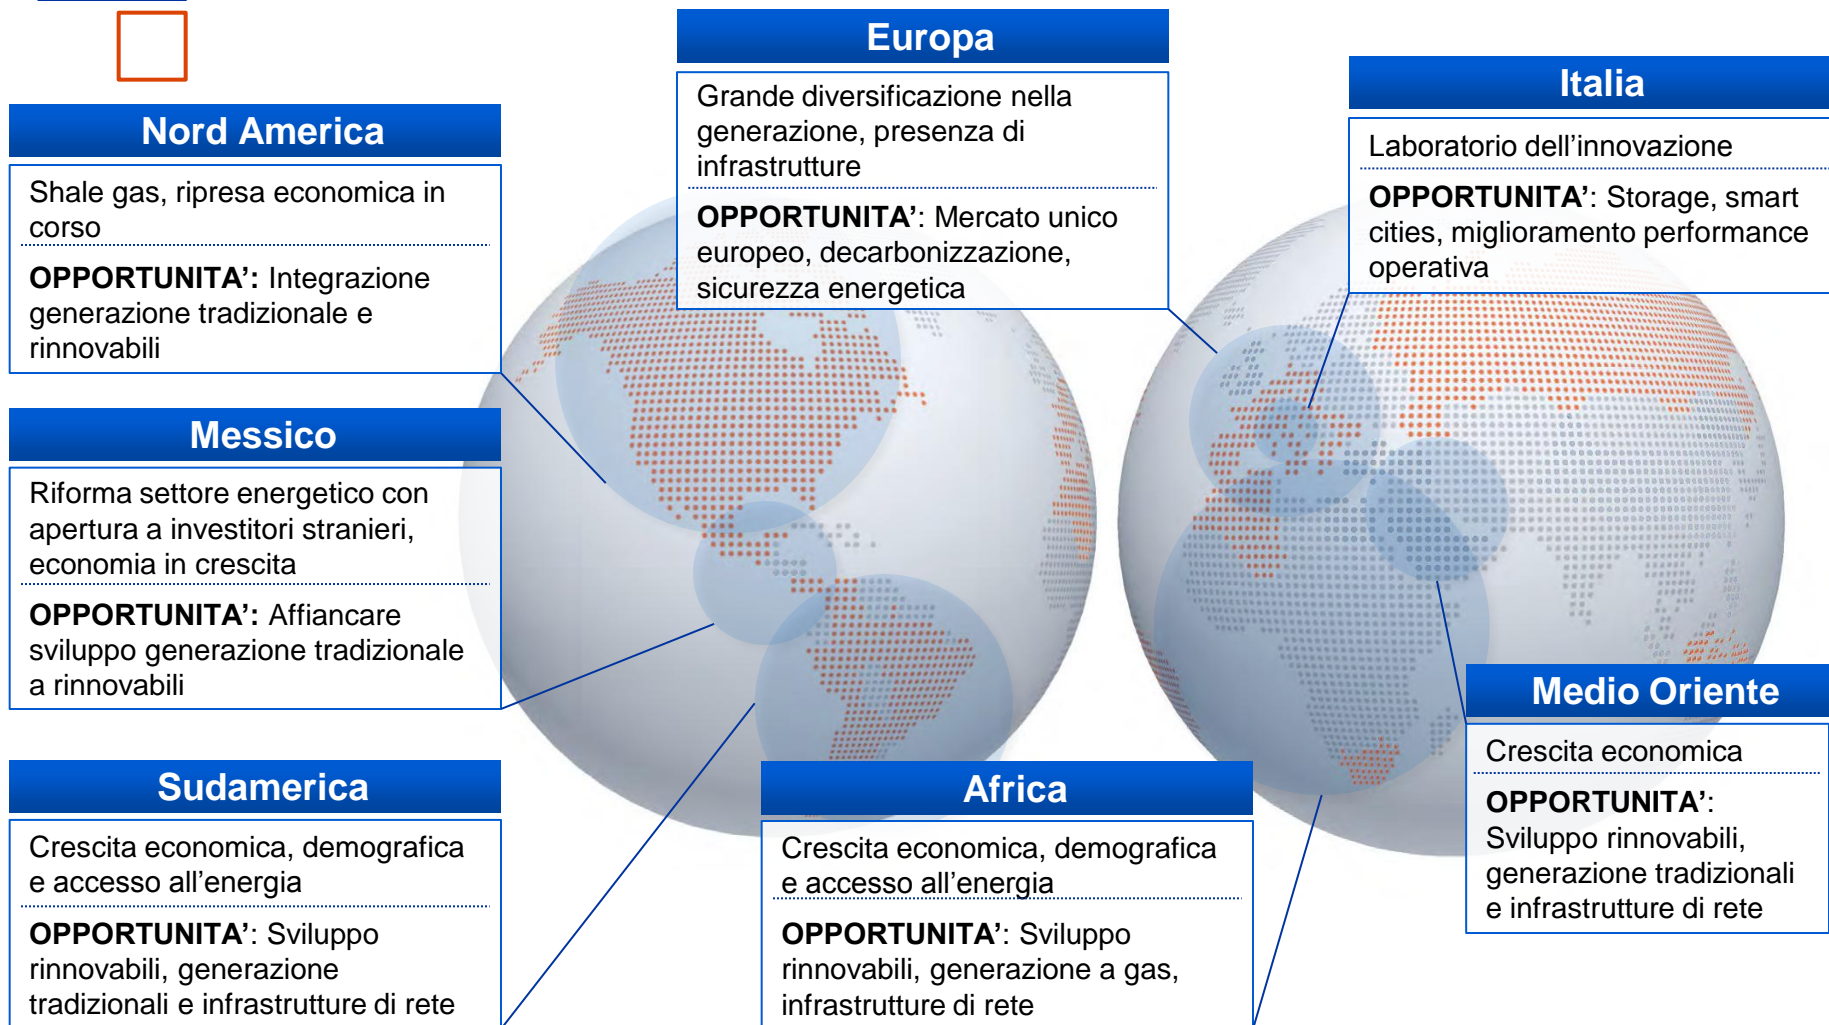 Europa
Grande diversificazione nella
generazione, presenza di
infrastrutture
OPPORTUNITA’: Mercato unico
europeo, decarbonizzazione,
sicurezza energetica
Italia
Laboratorio dell’innovazione
OPPORTUNITA’: Storage, smart
cities, miglioramento performance
operativa
Nord America
Shale gas, ripresa economica in
corso
OPPORTUNITA’: Integrazione
generazione tradizionale e
rinnovabili
Messico
Riforma settore energetico con
apertura a investitori stranieri,
economia in crescita
OPPORTUNITA’: Affiancare
sviluppo generazione tradizionale
a rinnovabili
Sudamerica
Crescita economica, demografica
e accesso all’energia
OPPORTUNITA’: Sviluppo
rinnovabili, generazione
tradizionali e infrastrutture di rete
Africa
Crescita economica, demografica
e accesso all’energia
OPPORTUNITA’: Sviluppo
rinnovabili, generazione a gas,
infrastrutture di rete
Medio Oriente
Crescita economica
OPPORTUNITA’:
Sviluppo rinnovabili,
generazione tradizionali
e infrastrutture di rete